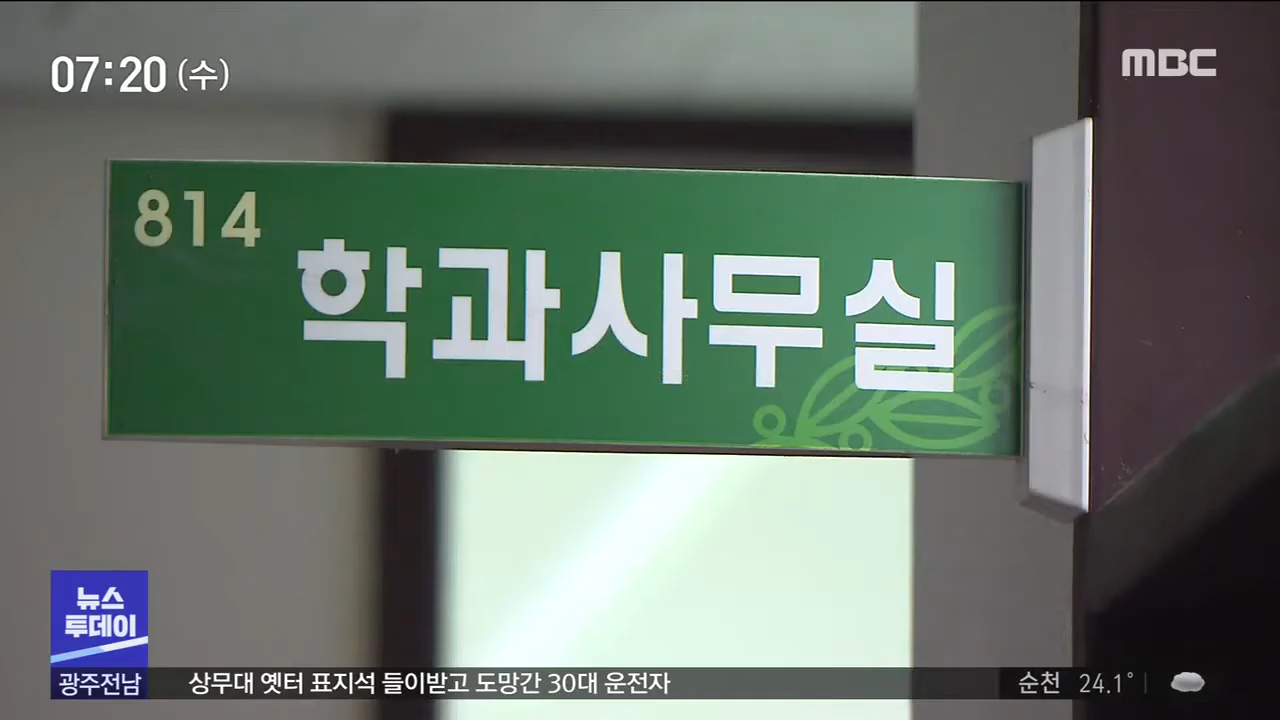 07:20 (수)
MBC
814
학과사무실
뉴스
투데이
광주전남
상무대 옛터 표지석 들이받고 도망간 30대 운전자
순천 24.1°